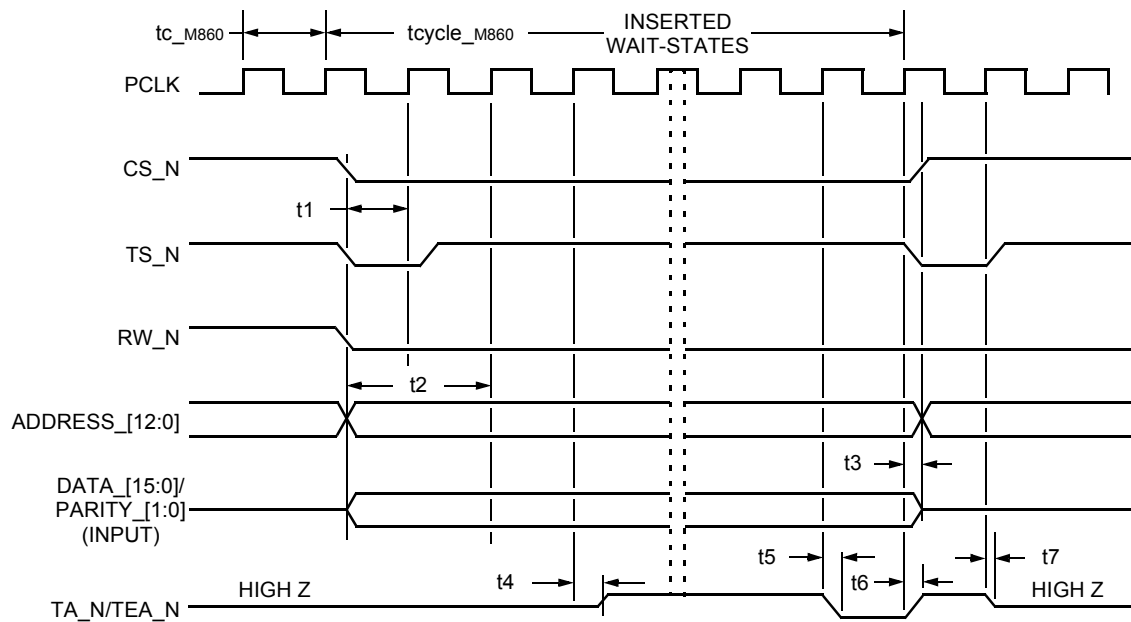 tc_M860
tcycle_M860
INSERTED
WAIT-STATES
PCLK
CS_N
t1
TS_N
RW_N
t2
ADDRESS_[12:0]
t3
DATA_[15:0]/
PARITY_[1:0]
(INPUT)
t4
t5
t6
t7
HIGH Z
HIGH Z
TA_N/TEA_N